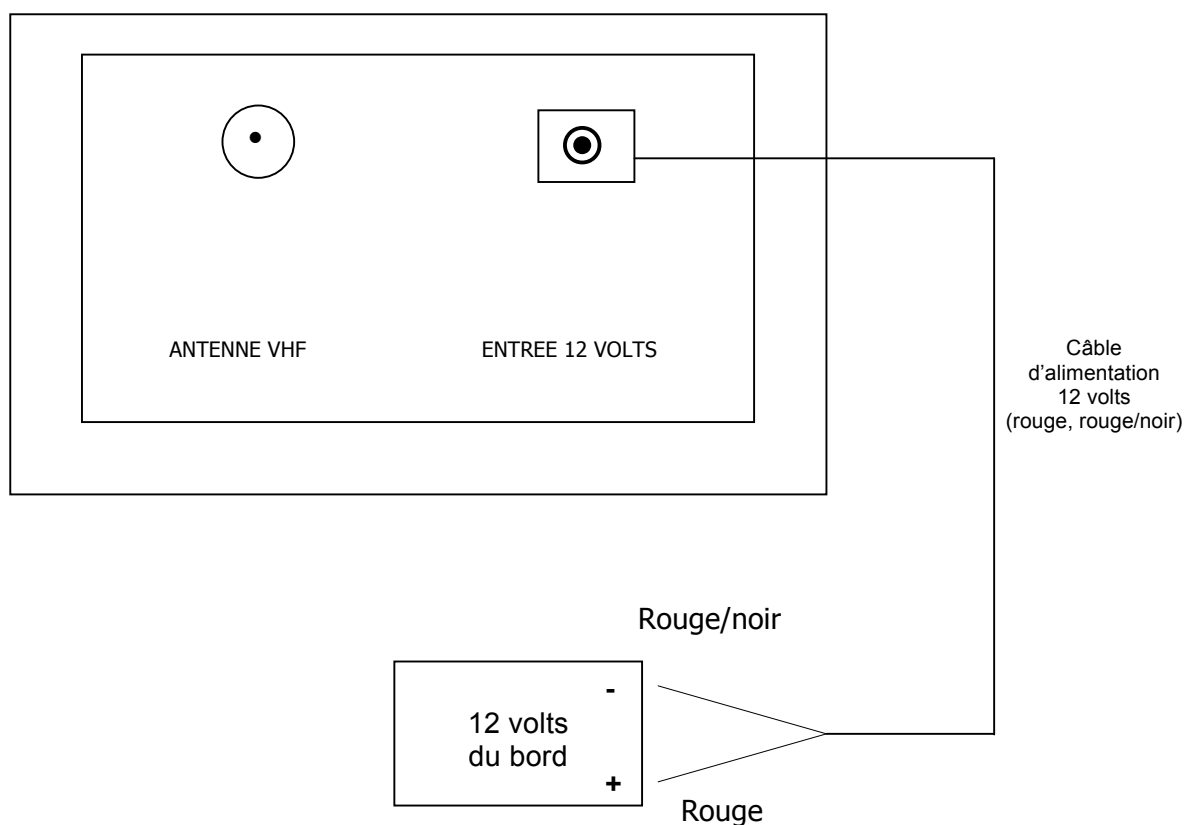 ANTENNE VHF
ENTREE 12 VOLTS
Câble
d’alimentation
12 volts
(rouge, rouge/noir)
Rouge/noir
-
12 volts
du bord
+
Rouge